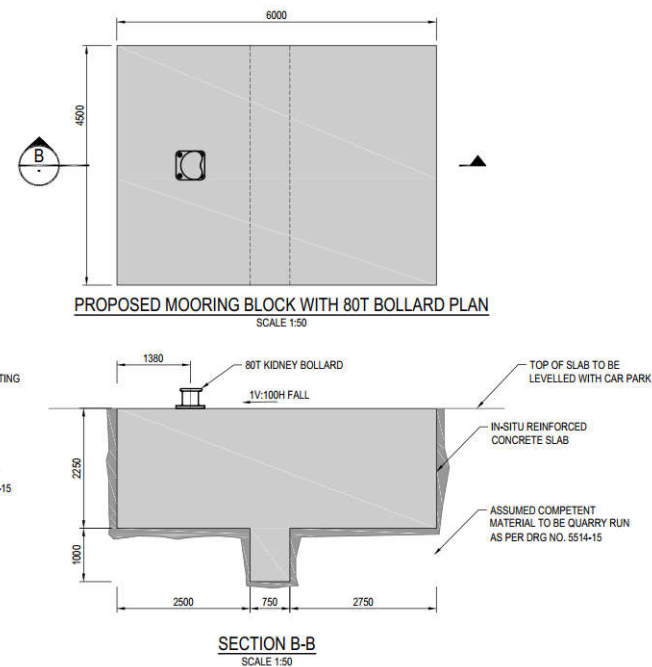 6000
4500
B
PROPOSED MOORING BLOCK WITH 80T BOLLARD PLAN
SCALE 1:50
TING
1380
80T KIDNEY BOLLARD
1V:100H FALL
TOP OF SLAB TO BE
LEVELLED WITH CAR PARK
IN-SITU REINFORCED
CONCRETE SLAB
2250
-15
ASSUMED COMPETENT
MATERIAL TO BE QUARRY RUN
AS PER DRG NO. 5514-15
1000
2500
750
2750
SECTION B-B
SCALE 1:50